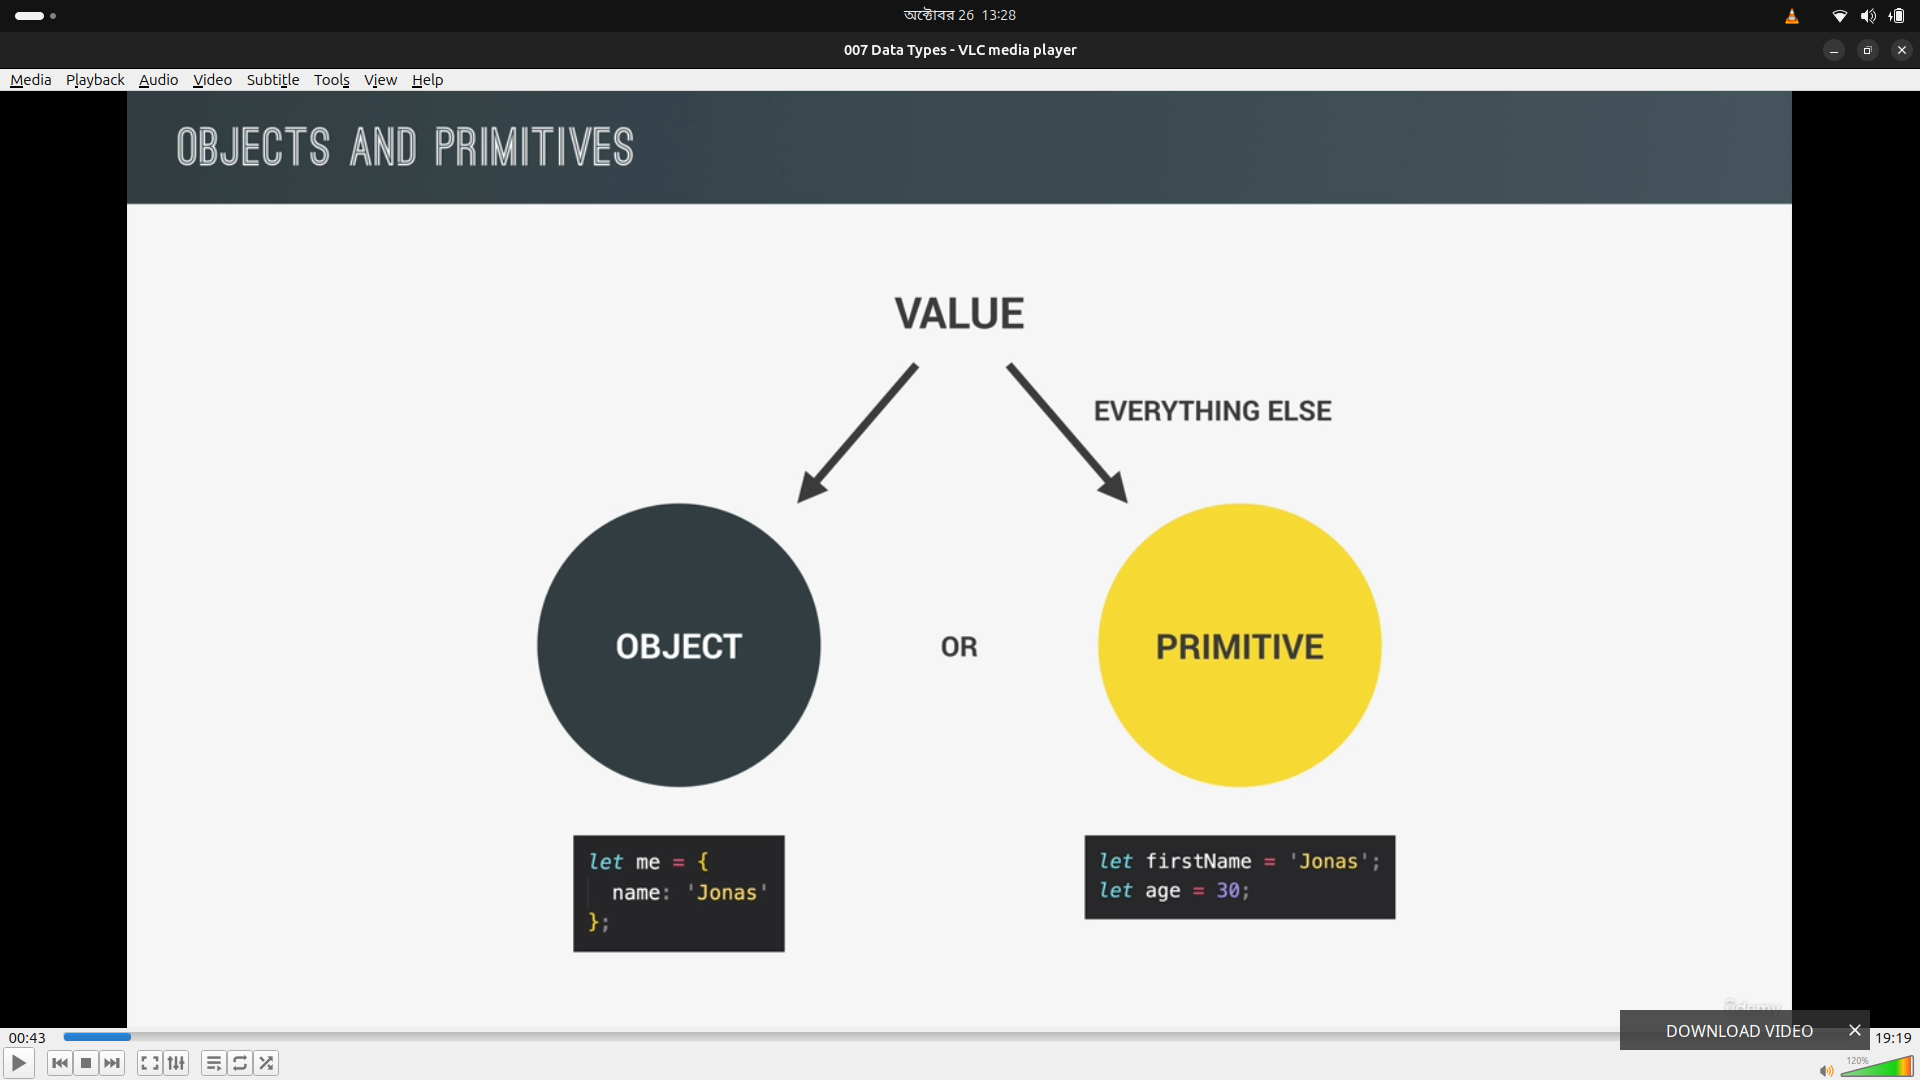 অক্টোবর 26 13:28
007 Data Types - VLC media player
Media Playback Audio Video Subtitle Tools View Help
OBJECTS AND PRIMITIVES
VALUE
EVERYTHING ELSE
OBJECT
OR
PRIMITIVE
let me = {
name: 'Jonas'
};
let firstName = 'Jonas';
let age = 30;
DOWNLOAD VIDEO
00:43
19:19
120%